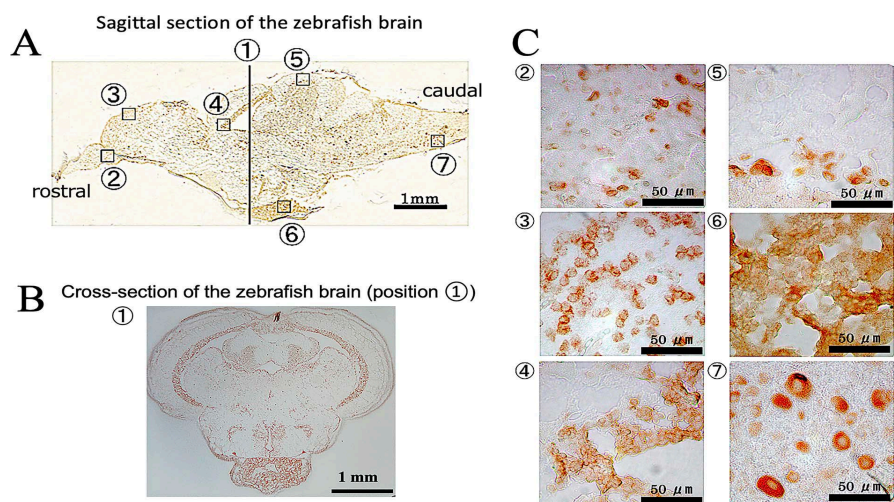 A
Sagittal section of the zebrafish brain
①
⑤
③
④
caudal
②
⑦
rostral
1mm
⑥
B
Cross-section of the zebrafish brain (position ①)
①
1 mm
C
②
50 μm
⑤
50 μm
③
50 μm
⑥
50 μm
④
50 μm
⑦
50 μm